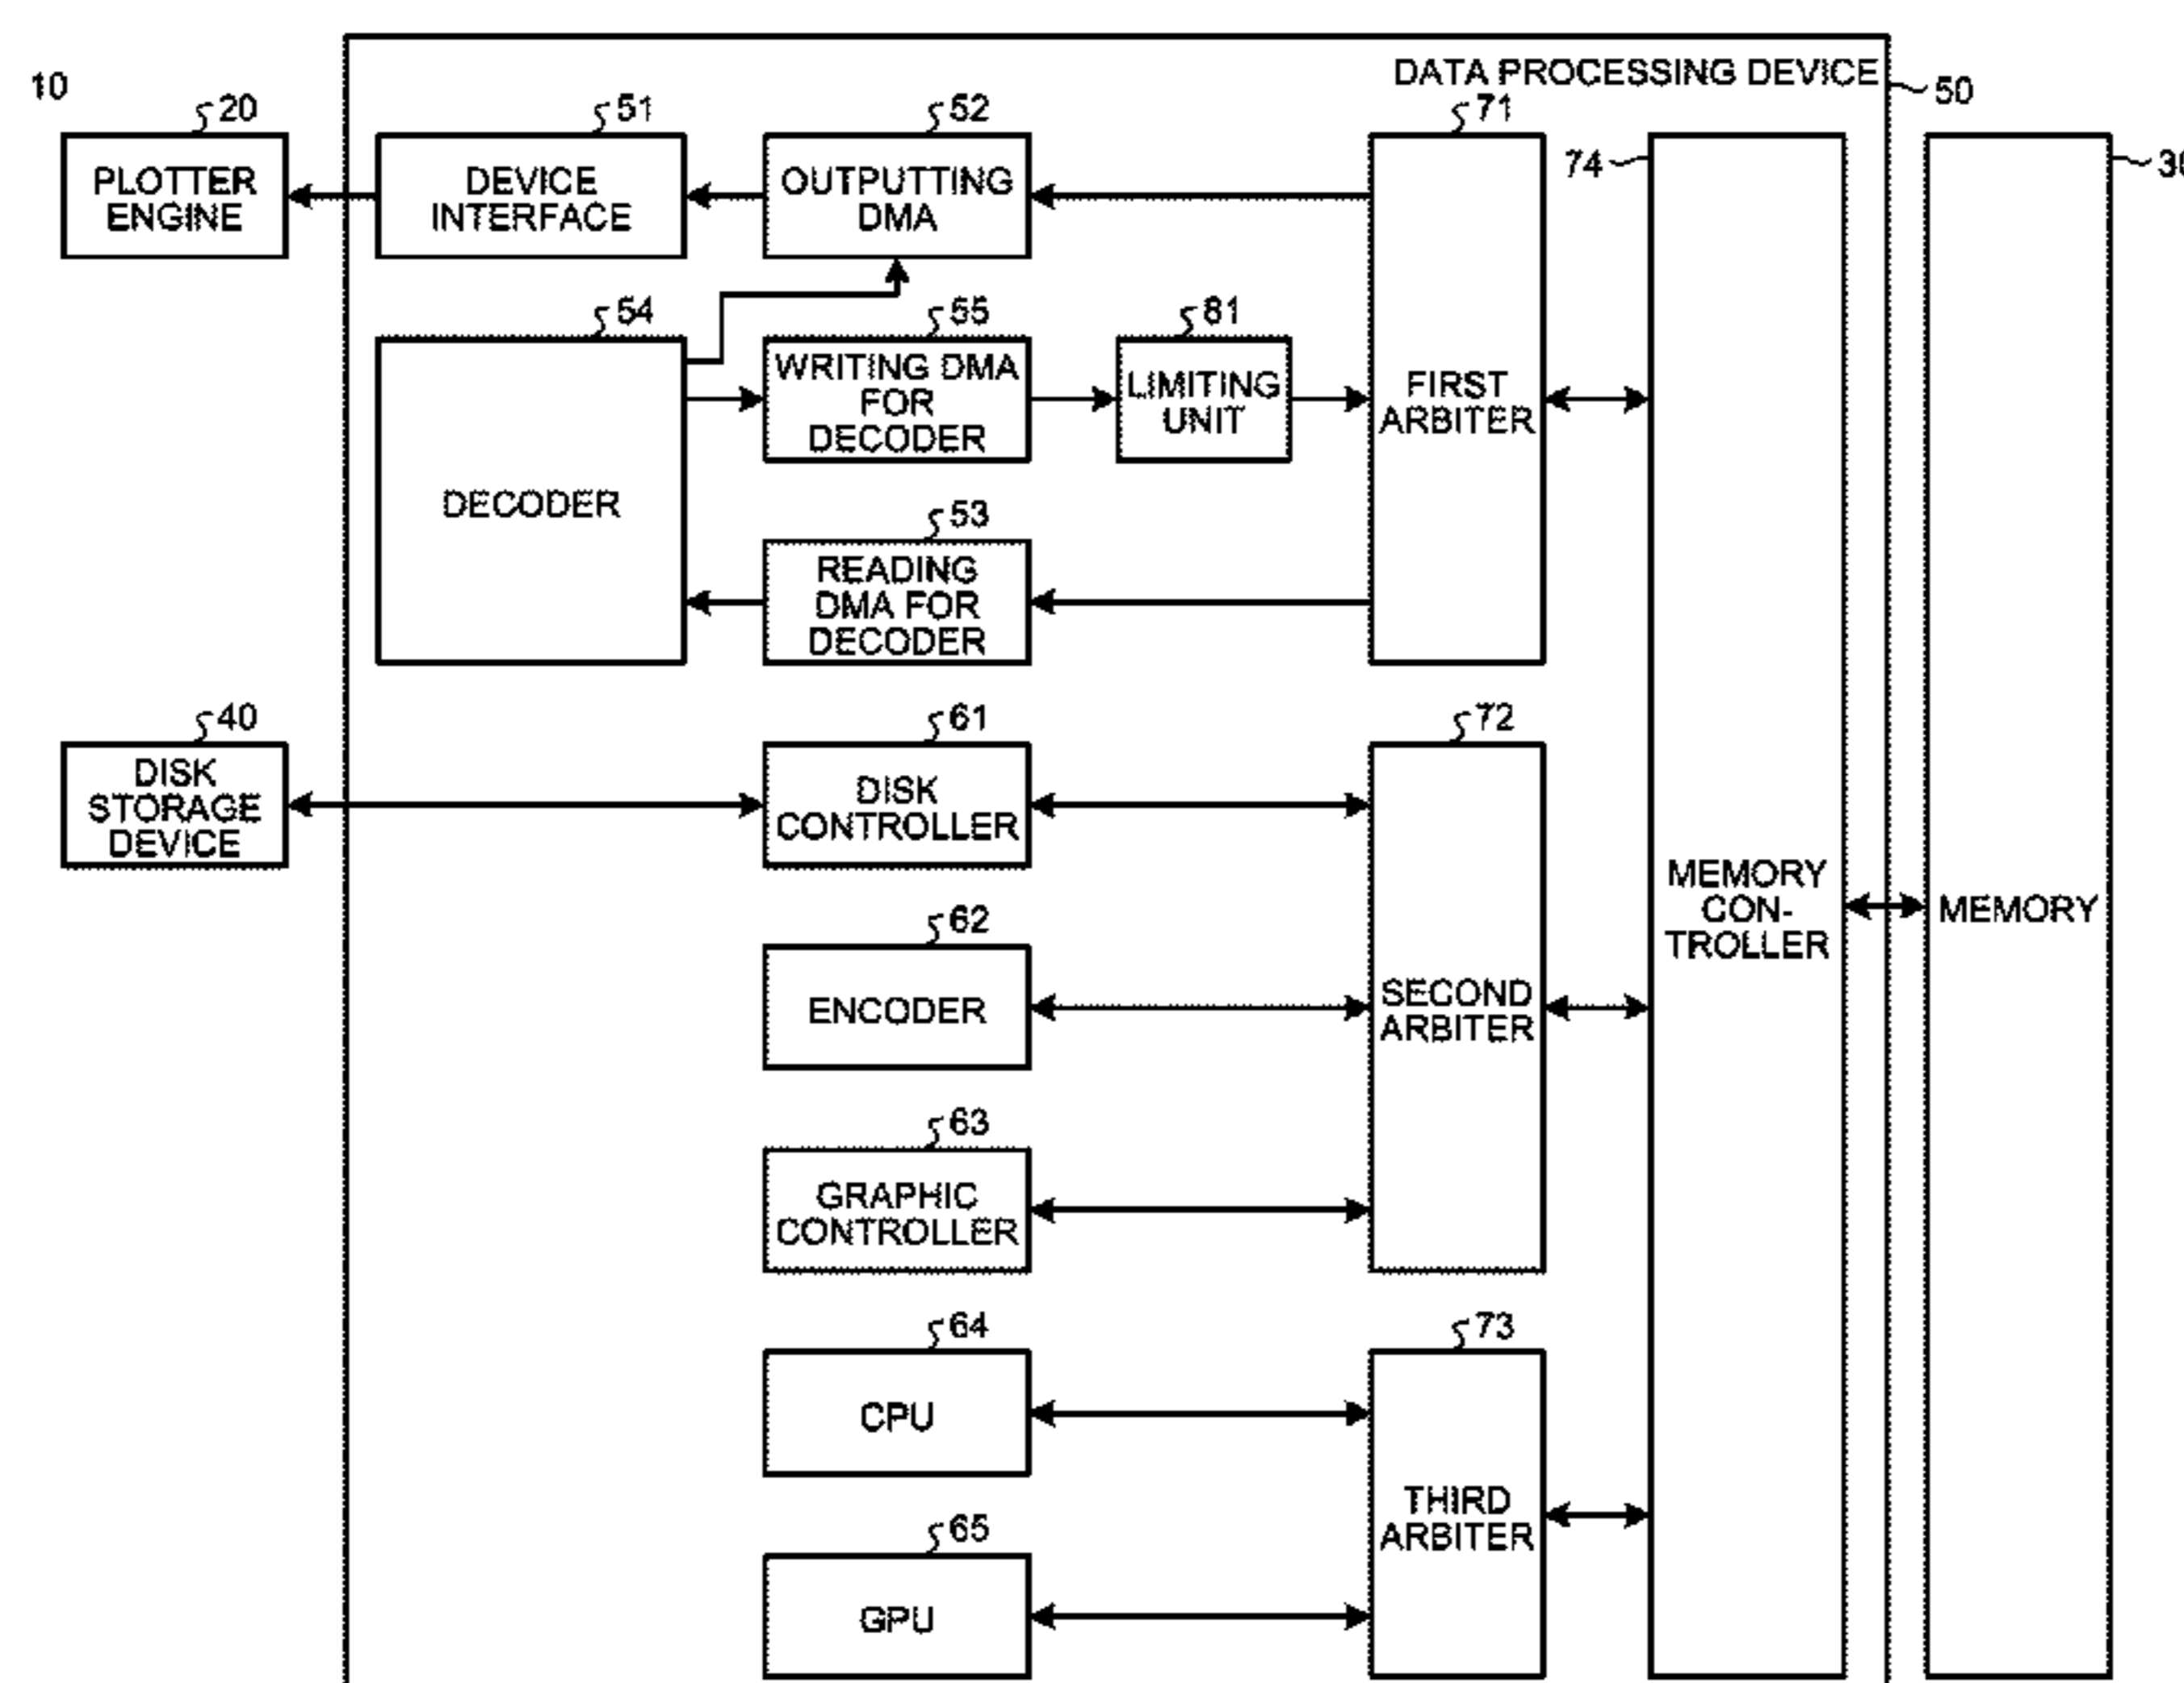 DATA PROCESSING DEVICE
10
20
51
52
71
50
PLOTTER
ENGINE
DEVICE
INTERFACE
OUTPUTTING
DMA
74
54
55
81
DECODER
WRITING DMA
FOR
DECODER
LIMITING
UNIT
FIRST
ARBITER
53
READING
DMA FOR
DECODER
40
61
72
DISK
STORAGE
DEVICE
DISK
CONTROLLER
62
ENCODER
SECOND
ARBITER
MEMORY
CON-
TROLLER
MEMORY
63
GRAPHIC
CONTROLLER
64
73
CPU
THIRD
ARBITER
65
GPU